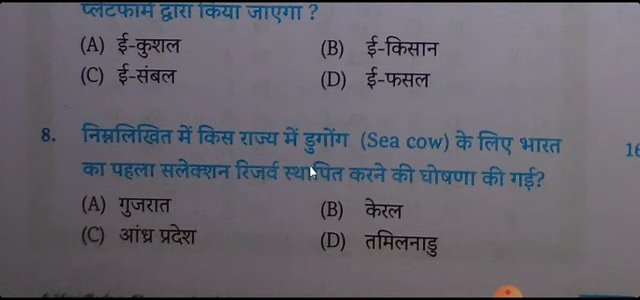 प्लेटफार्म द्वारा किया जाएगा ?
(A) ई-कुशल (B) ई-किसान
(C) ई-संबल (D) ई-फसल
8. निम्नलिखित में किस राज्य में डुगोंग (Sea cow) के लिए भारत
का पहला सलेक्शन रिजर्व स्थापित करने की घोषणा की गई?
(A) गुजरात (B) केरल
(C) आंध्र प्रदेश (D) तमिलनाडु
16